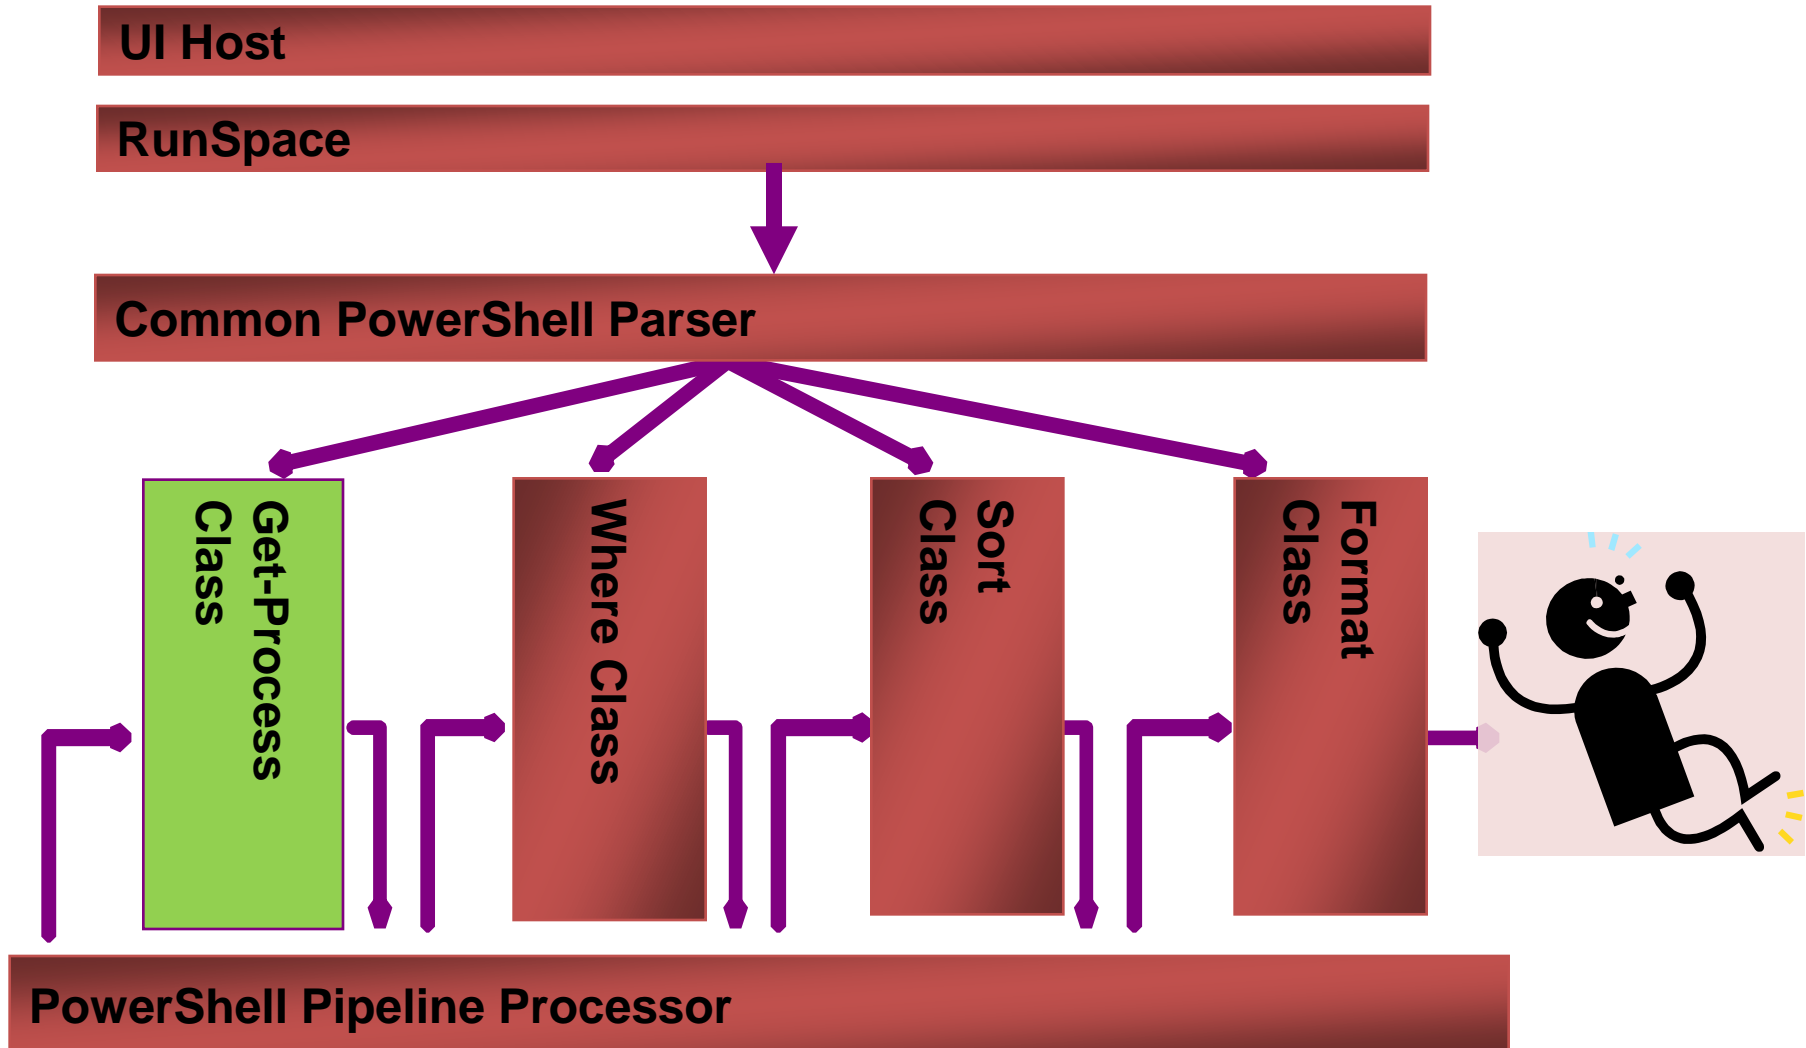 UI Host
RunSpace
Common PowerShell Parser
Get-Process
Class
Where Class
Sort
Class
Format
Class
PowerShell Pipeline Processor